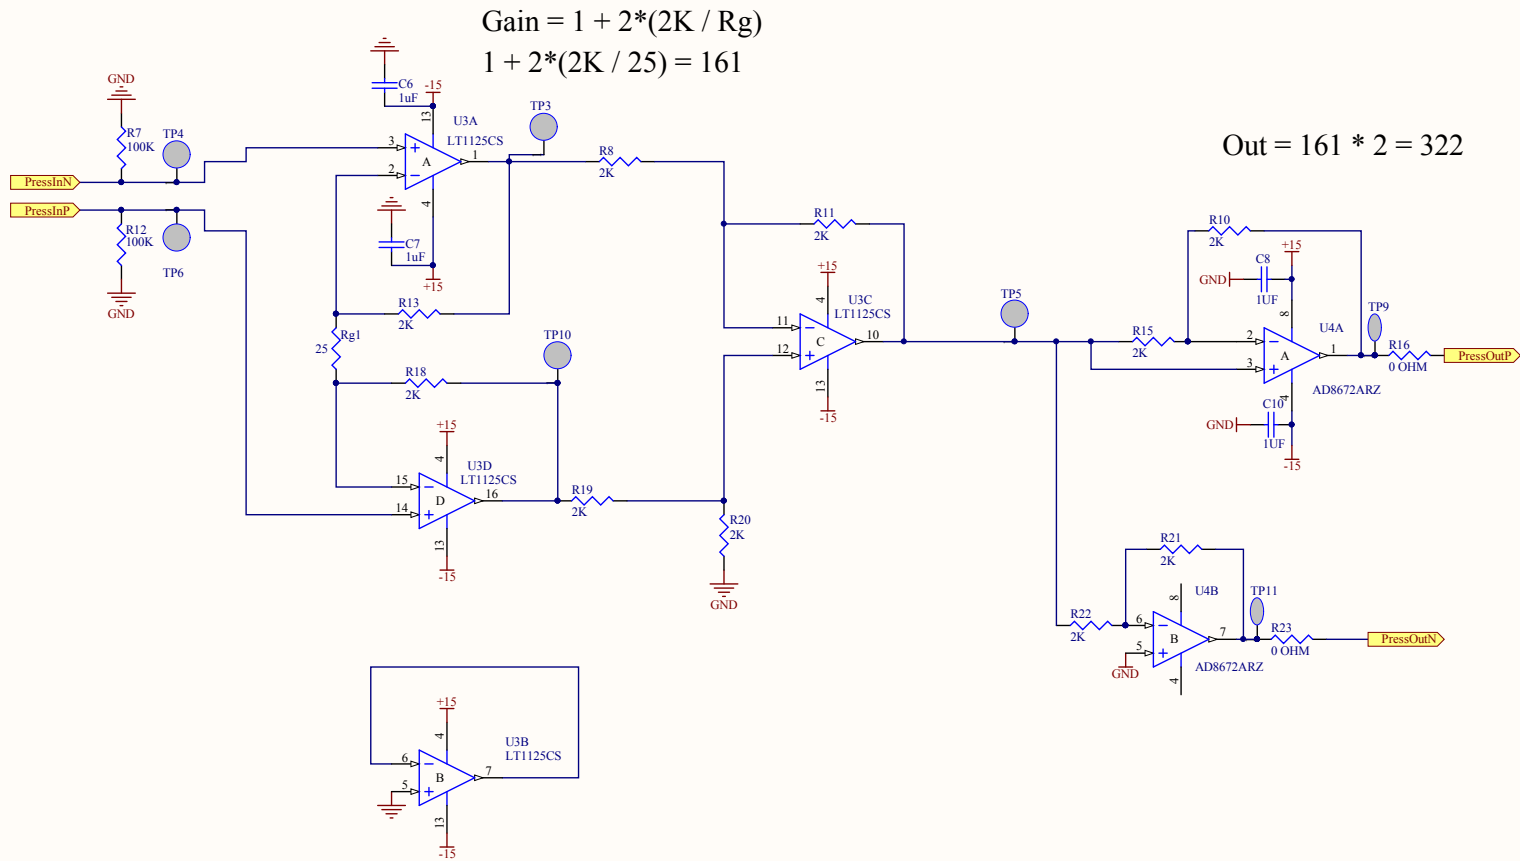 Gain = 1 + 2*(2K / Rg)
1 + 2*(2K / 25) = 161
Out = 161 * 2 = 322
GND
R7
100K
TP4
PressInN
PressInP
R12
100K
TP6
GND
C6
1uF
-15
13
U3A
LT1125CS
3
2
A
1
4
C7
1uF
+15
TP3
R8
2K
R13
2K
Rg1
25
R18
2K
TP10
+15
4
U3D
LT1125CS
15
14
D
16
13
-15
R19
2K
R20
2K
GND
R11
2K
+15
4
U3C
LT1125CS
11
12
C
10
13
-15
TP5
R15
2K
R10
2K
+15
C8
GND
1UF
8
U4A
2
3
A
1
AD8672ARZ
4
C10
GND
1UF
-15
TP9
R16
0 OHM
PressOutP
R22
2K
R21
2K
8
U4B
6
5
B
7
GND
AD8672ARZ
4
TP11
R23
0 OHM
PressOutN
+15
4
U3B
LT1125CS
6
5
B
7
13
-15